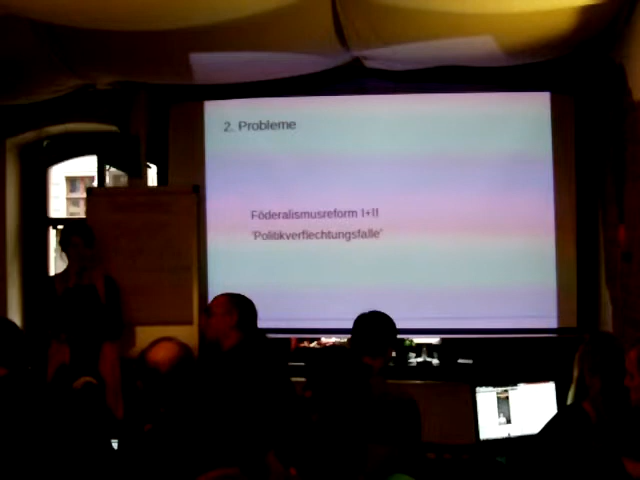 2. Probleme
Föderalismusreform I+II
'Politikverflechtungsfalle'